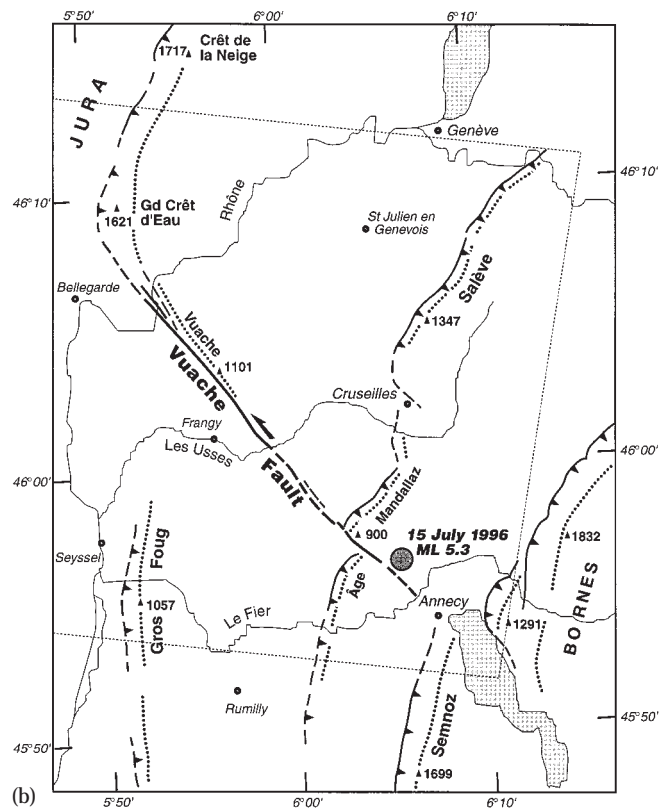 5°50'
6°00'
6°10'
1717
Crêt de
la Neige
JURA
Genève
46°10'
46°10'
Gd Crêt
d'Eau
1621
Rhône
St Julien en
Genevois
Salève
Bellegarde
Vuache
1347
1101
Vuache
Cruseilles
Frangy
Les Usses
Fault
46°00'
46°00'
Mandallaz
900
15 July 1996
ML 5.3
1832
Seyssel
Foug
Gros
1057
Âge
Le Fier
Annecy
1291
BORNES
Rumilly
Semnoz
45°50'
45°50'
1699
(b)
5°50'
6°00'
6°10'